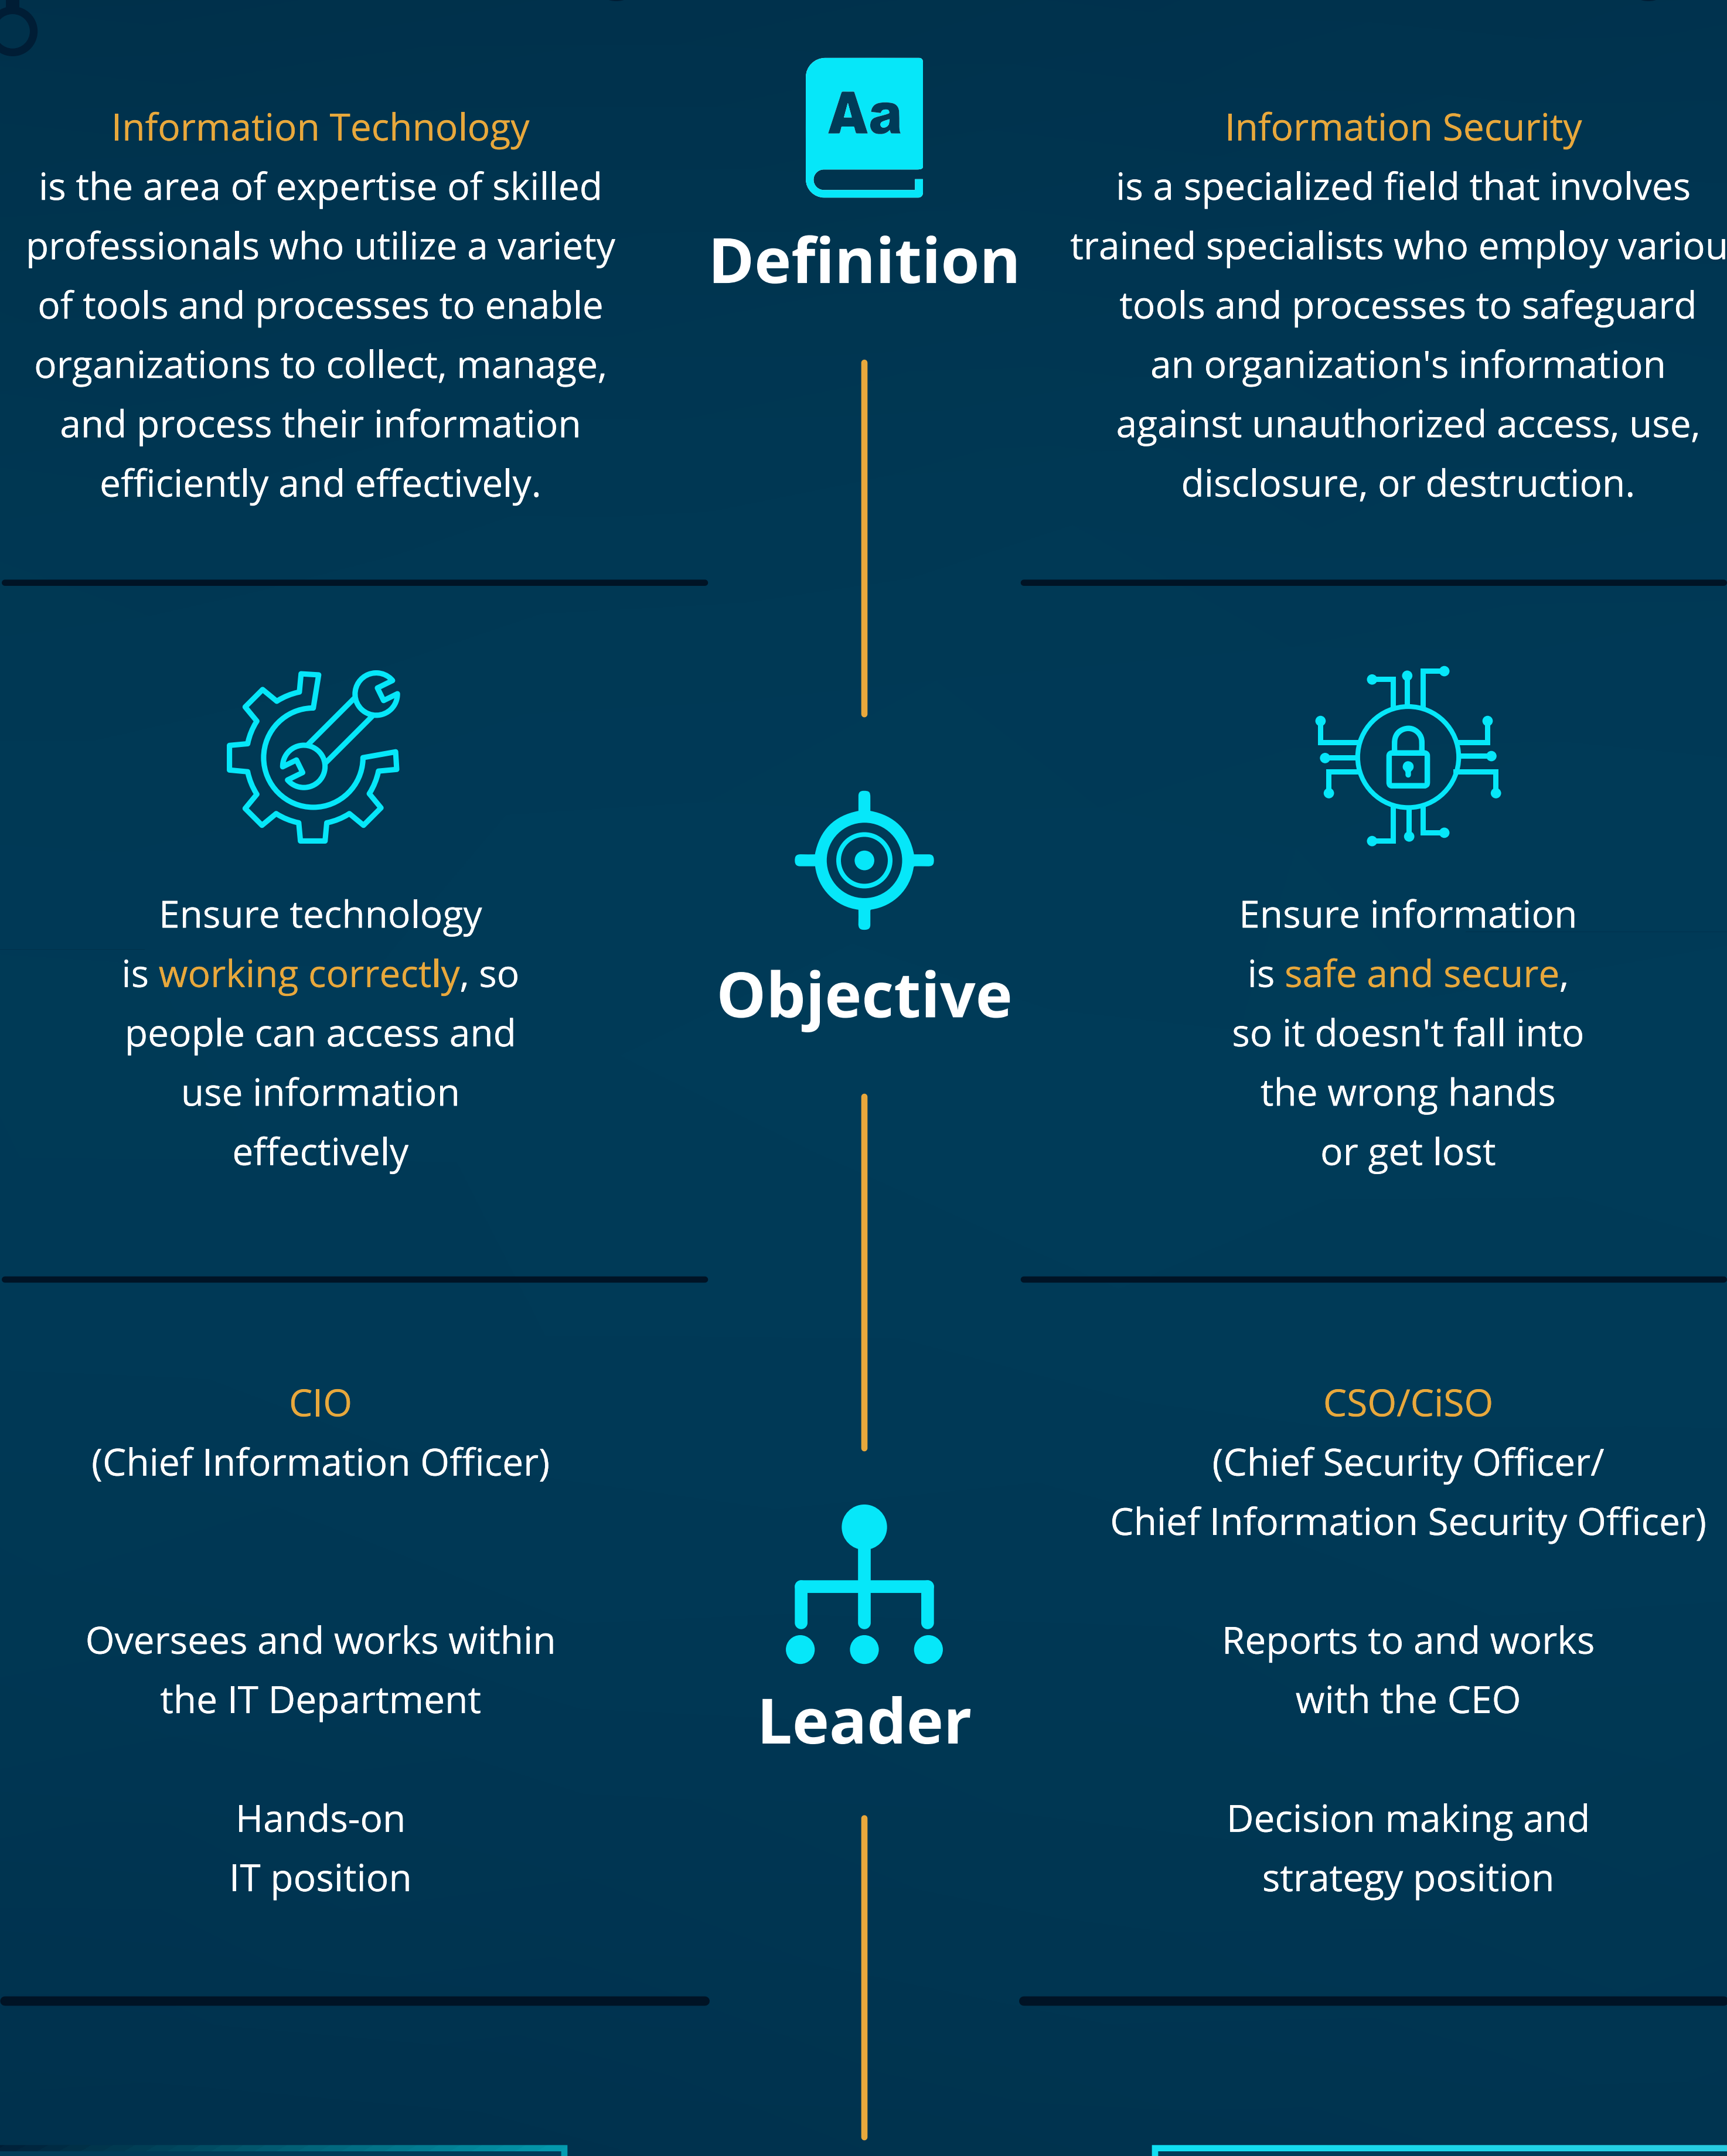 Information Technology
is the area of expertise of skilled
professionals who utilize a variety
of tools and processes to enable
organizations to collect, manage,
and process their information
efficiently and effectively.
Aa
Definition
Information Security
is a specialized field that involves
trained specialists who employ variou
tools and processes to safeguard
an organization's information
against unauthorized access, use,
disclosure, or destruction.
Ensure technology
is working correctly, so
people can access and
use information
effectively
Objective
Ensure information
is safe and secure,
so it doesn't fall into
the wrong hands
or get lost
CIO
(Chief Information Officer)
Oversees and works within
the IT Department
Hands-on
IT position
Leader
CSO/CiSO
(Chief Security Officer/
Chief Information Security Officer)
Reports to and works
with the CEO
Decision making and
strategy position